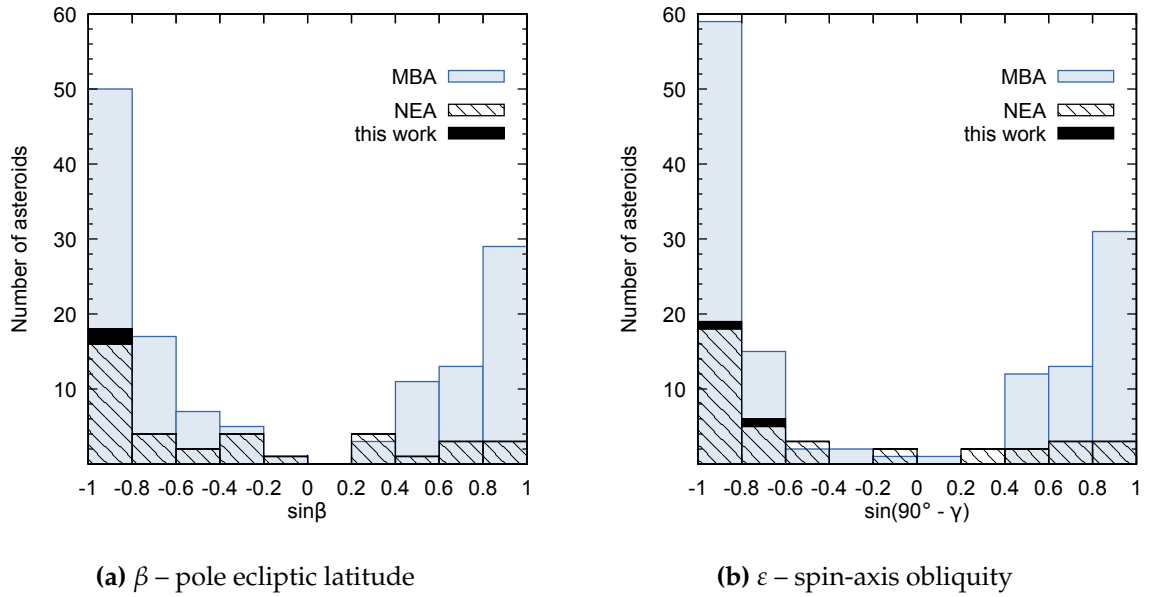 60
50
40
30
20
10
Number of asteroids
MBA
NEA
this work
-1 -0.8 -0.6 -0.4 -0.2 0 0.2 0.4 0.6 0.8 1
sinβ
(a) β – pole ecliptic latitude
60
50
40
30
20
10
Number of asteroids
MBA
NEA
this work
-1 -0.8 -0.6 -0.4 -0.2 0 0.2 0.4 0.6 0.8 1
sin(90° - γ)
(b) ε – spin-axis obliquity